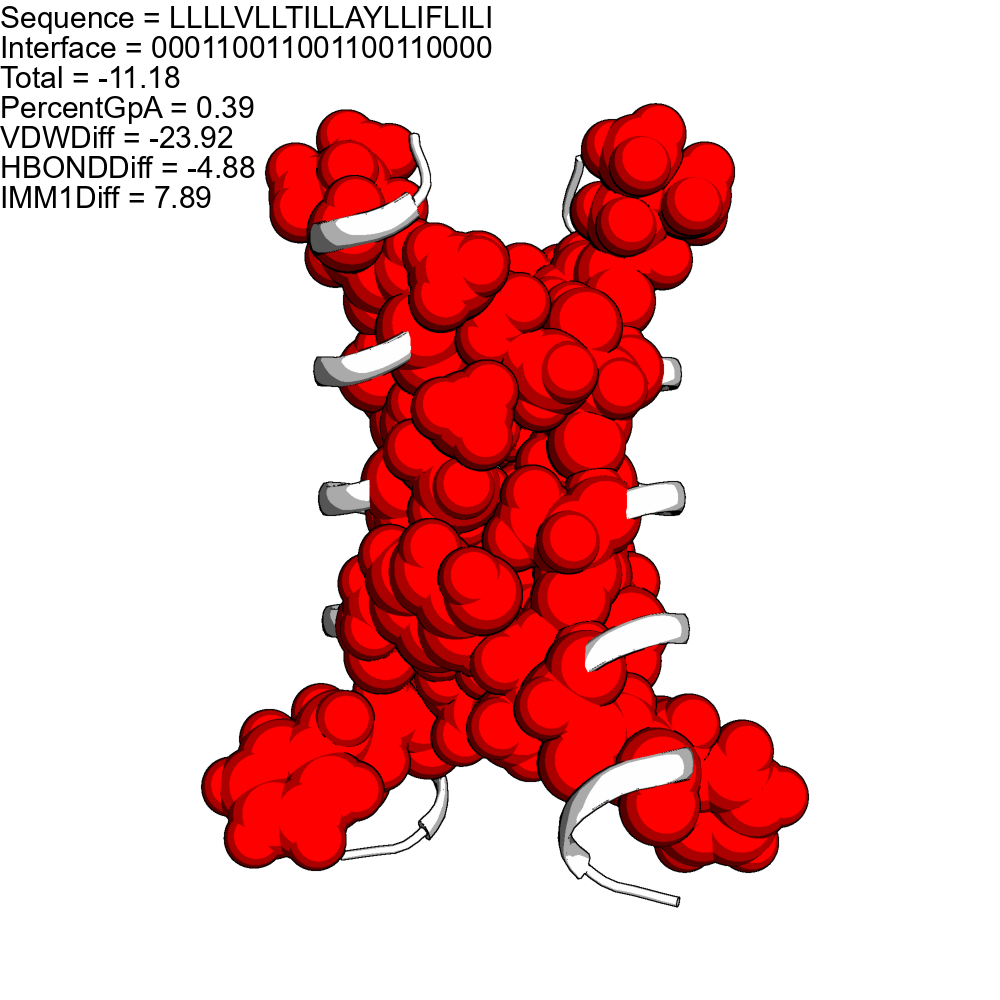 Sequence = LLLLVLLTILLAYLLIFLILI
Interface = 000110011001100110000
Total = -11.18
PercentGpA = 0.39
VDWDiff = -23.92
HBONDDiff = -4.88
IMM1Diff = 7.89